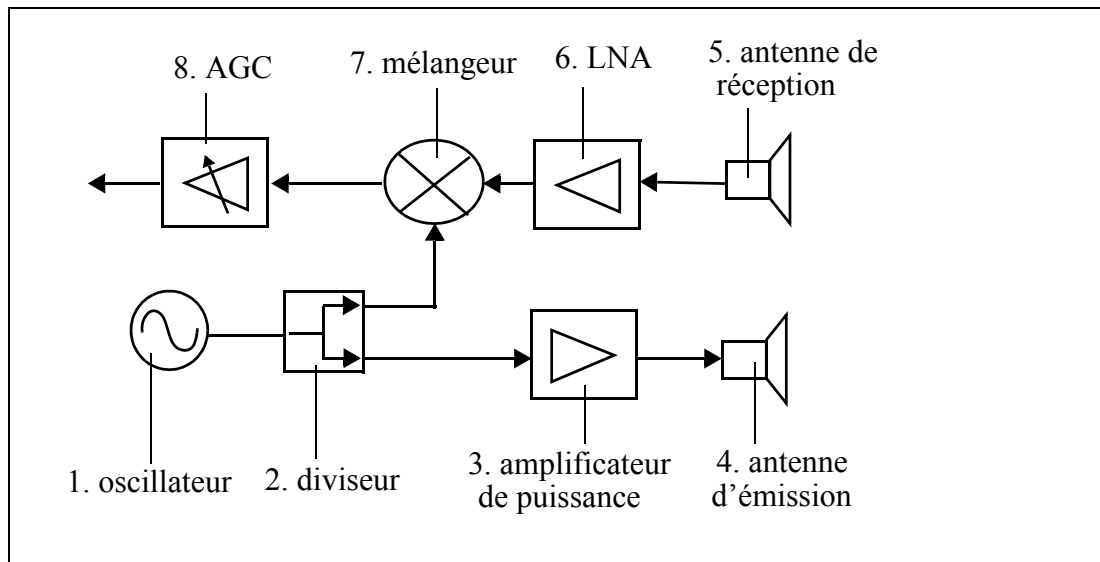 8. AGC
7. mélangeur
6. LNA
5. antenne de
réception
1. oscillateur
2. diviseur
3. amplificateur
de puissance
4. antenne
d’émission